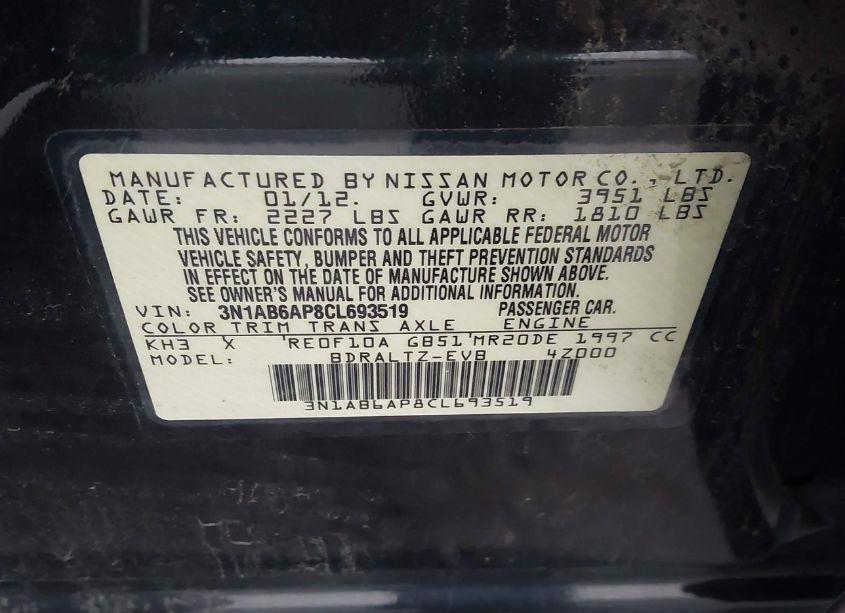 MANUFACTURED BY NISSAN MOTOR CO., LTD.
DATE: 01/12. GVWR: 3951 LBS
GAWR FR: 2227 LBS GAWR RR: 1810 LBS
THIS VEHICLE CONFORMS TO ALL APPLICABLE FEDERAL MOTOR
VEHICLE SAFETY, BUMPER AND THEFT PREVENTION STANDARDS
IN EFFECT ON THE DATE OF MANUFACTURE SHOWN ABOVE.
SEE OWNER'S MANUAL FOR ADDITIONAL INFORMATION.
VIN: 3N1AB6AP8CL693519 PASSENGER CAR.
COLOR TRIM TRANS AXLE ENGINE
KH3 X RE0F10A GB51 MR20DE 1997 CC
MODEL: BDRALTZ-EVB 4Z000
3N1AB6AP8CL693519